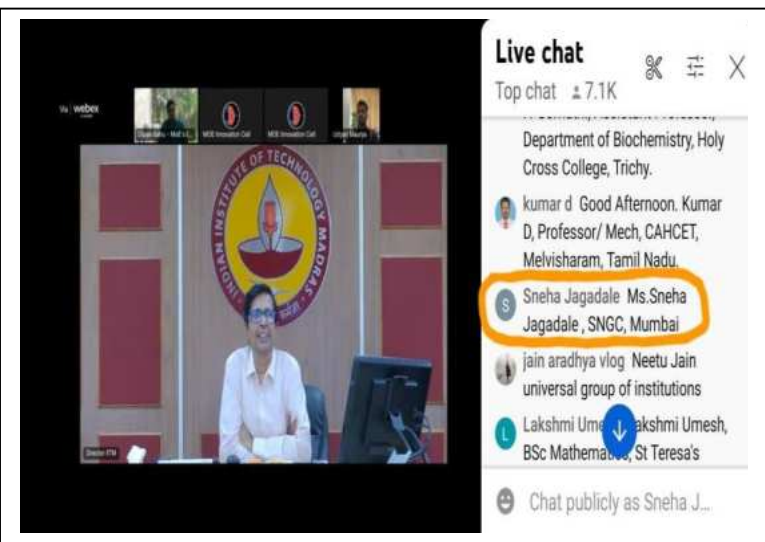 Via webex
MOE Innovation Cell
MOE Innovation Cell
INDIAN INSTITUTE OF TECHNOLOGY MADRAS
Director IITM
Live chat
Top chat 7.1K
Department of Biochemistry, Holy
Cross College, Trichy.
kumar d Good Afternoon. Kumar
D, Professor/ Mech, CAHCET,
Melvisharam, Tamil Nadu.
S Sneha Jagadale Ms.Sneha
Jagadale , SNGC, Mumbai
jain aradhya vlog Neetu Jain
universal group of institutions
L Lakshmi Umesh,
BSc St Teresa's
Chat publicly as Sneha J...